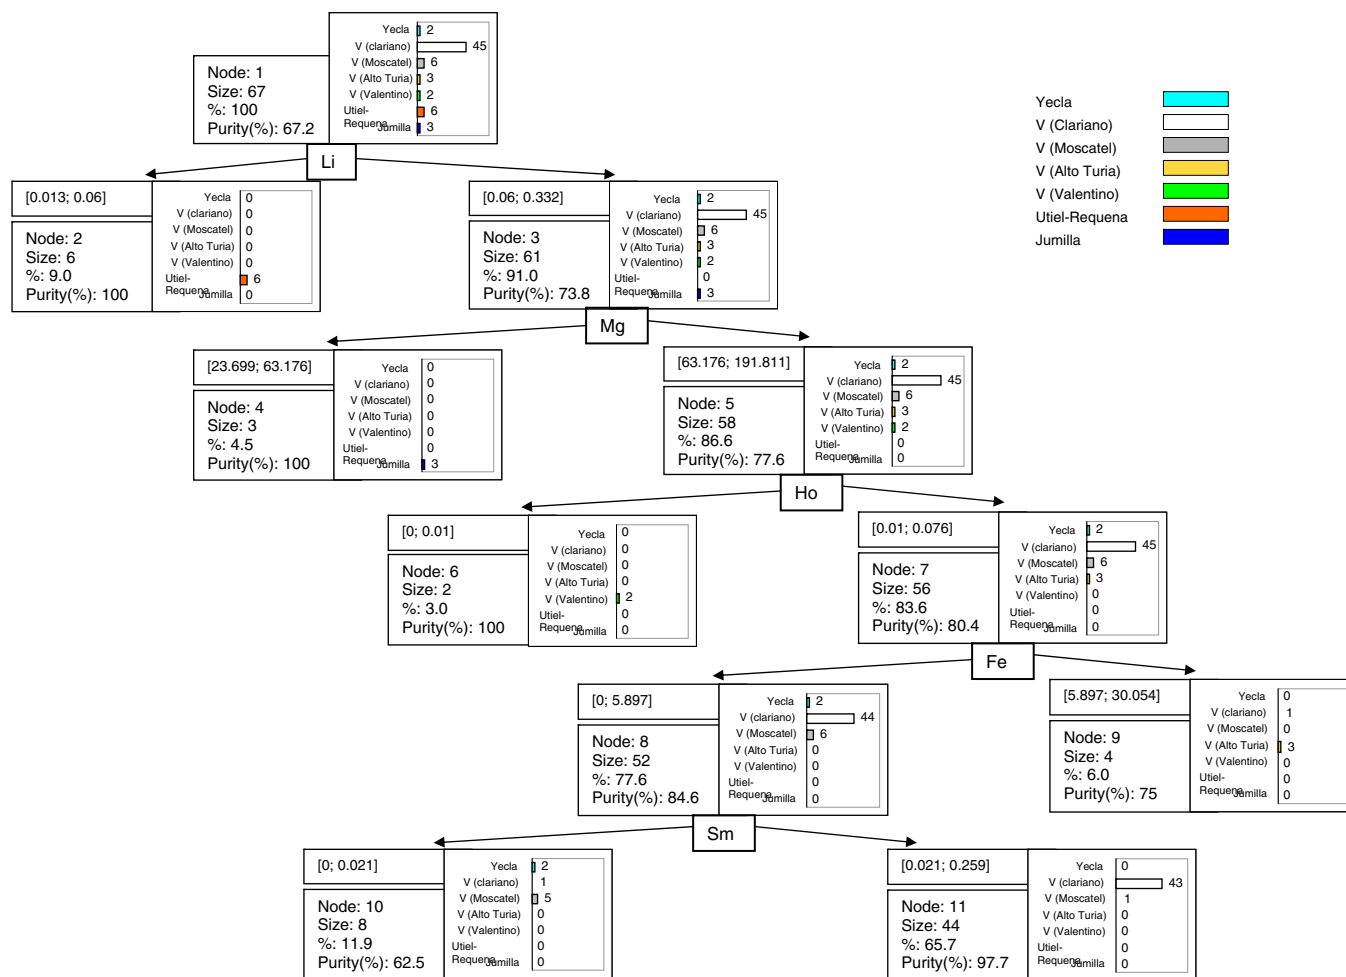 Yecla 2
V (clariano) 45
V (Moscatel) 6
V (Alto Turia) 3
V (Valentino) 2
Utiel-Requena 6
Jumilla 3
Node: 1
Size: 67
%: 100
Purity(%): 67.2
Yecla
V (Clariano)
V (Moscatel)
V (Alto Turia)
V (Valentino)
Utiel-Requena
Jumilla
Li
[0.013; 0.06]
Node: 2
Size: 6
%: 9.0
Purity(%): 100
Yecla 0
V (clariano) 0
V (Moscatel) 0
V (Alto Turia) 0
V (Valentino) 0
Utiel-Requena 6
Jumilla 0
[0.06; 0.332]
Node: 3
Size: 61
%: 91.0
Purity(%): 73.8
Yecla 2
V (clariano) 45
V (Moscatel) 6
V (Alto Turia) 3
V (Valentino) 2
Utiel-Requena 0
Jumilla 3
Mg
[23.699; 63.176]
Node: 4
Size: 3
%: 4.5
Purity(%): 100
Yecla 0
V (clariano) 0
V (Moscatel) 0
V (Alto Turia) 0
V (Valentino) 0
Utiel-Requena 0
Jumilla 3
[63.176; 191.811]
Node: 5
Size: 58
%: 86.6
Purity(%): 77.6
Yecla 2
V (clariano) 45
V (Moscatel) 6
V (Alto Turia) 3
V (Valentino) 2
Utiel-Requena 0
Jumilla 0
Ho
[0; 0.01]
Node: 6
Size: 2
%: 3.0
Purity(%): 100
Yecla 0
V (clariano) 0
V (Moscatel) 0
V (Alto Turia) 0
V (Valentino) 2
Utiel-Requena 0
Jumilla 0
[0.01; 0.076]
Node: 7
Size: 56
%: 83.6
Purity(%): 80.4
Yecla 2
V (clariano) 45
V (Moscatel) 6
V (Alto Turia) 3
V (Valentino) 0
Utiel-Requena 0
Jumilla 0
Fe
[0; 5.897]
Node: 8
Size: 52
%: 77.6
Purity(%): 84.6
Yecla 2
V (clariano) 44
V (Moscatel) 6
V (Alto Turia) 0
V (Valentino) 0
Utiel-Requena 0
Jumilla 0
[5.897; 30.054]
Node: 9
Size: 4
%: 6.0
Purity(%): 75
Yecla 0
V (clariano) 1
V (Moscatel) 0
V (Alto Turia) 3
V (Valentino) 0
Utiel-Requena 0
Jumilla 0
Sm
[0; 0.021]
Node: 10
Size: 8
%: 11.9
Purity(%): 62.5
Yecla 2
V (clariano) 1
V (Moscatel) 5
V (Alto Turia) 0
V (Valentino) 0
Utiel-Requena 0
Jumilla 0
[0.021; 0.259]
Node: 11
Size: 44
%: 65.7
Purity(%): 97.7
Yecla 0
V (clariano) 43
V (Moscatel) 1
V (Alto Turia) 0
V (Valentino) 0
Utiel-Requena 0
Jumilla 0